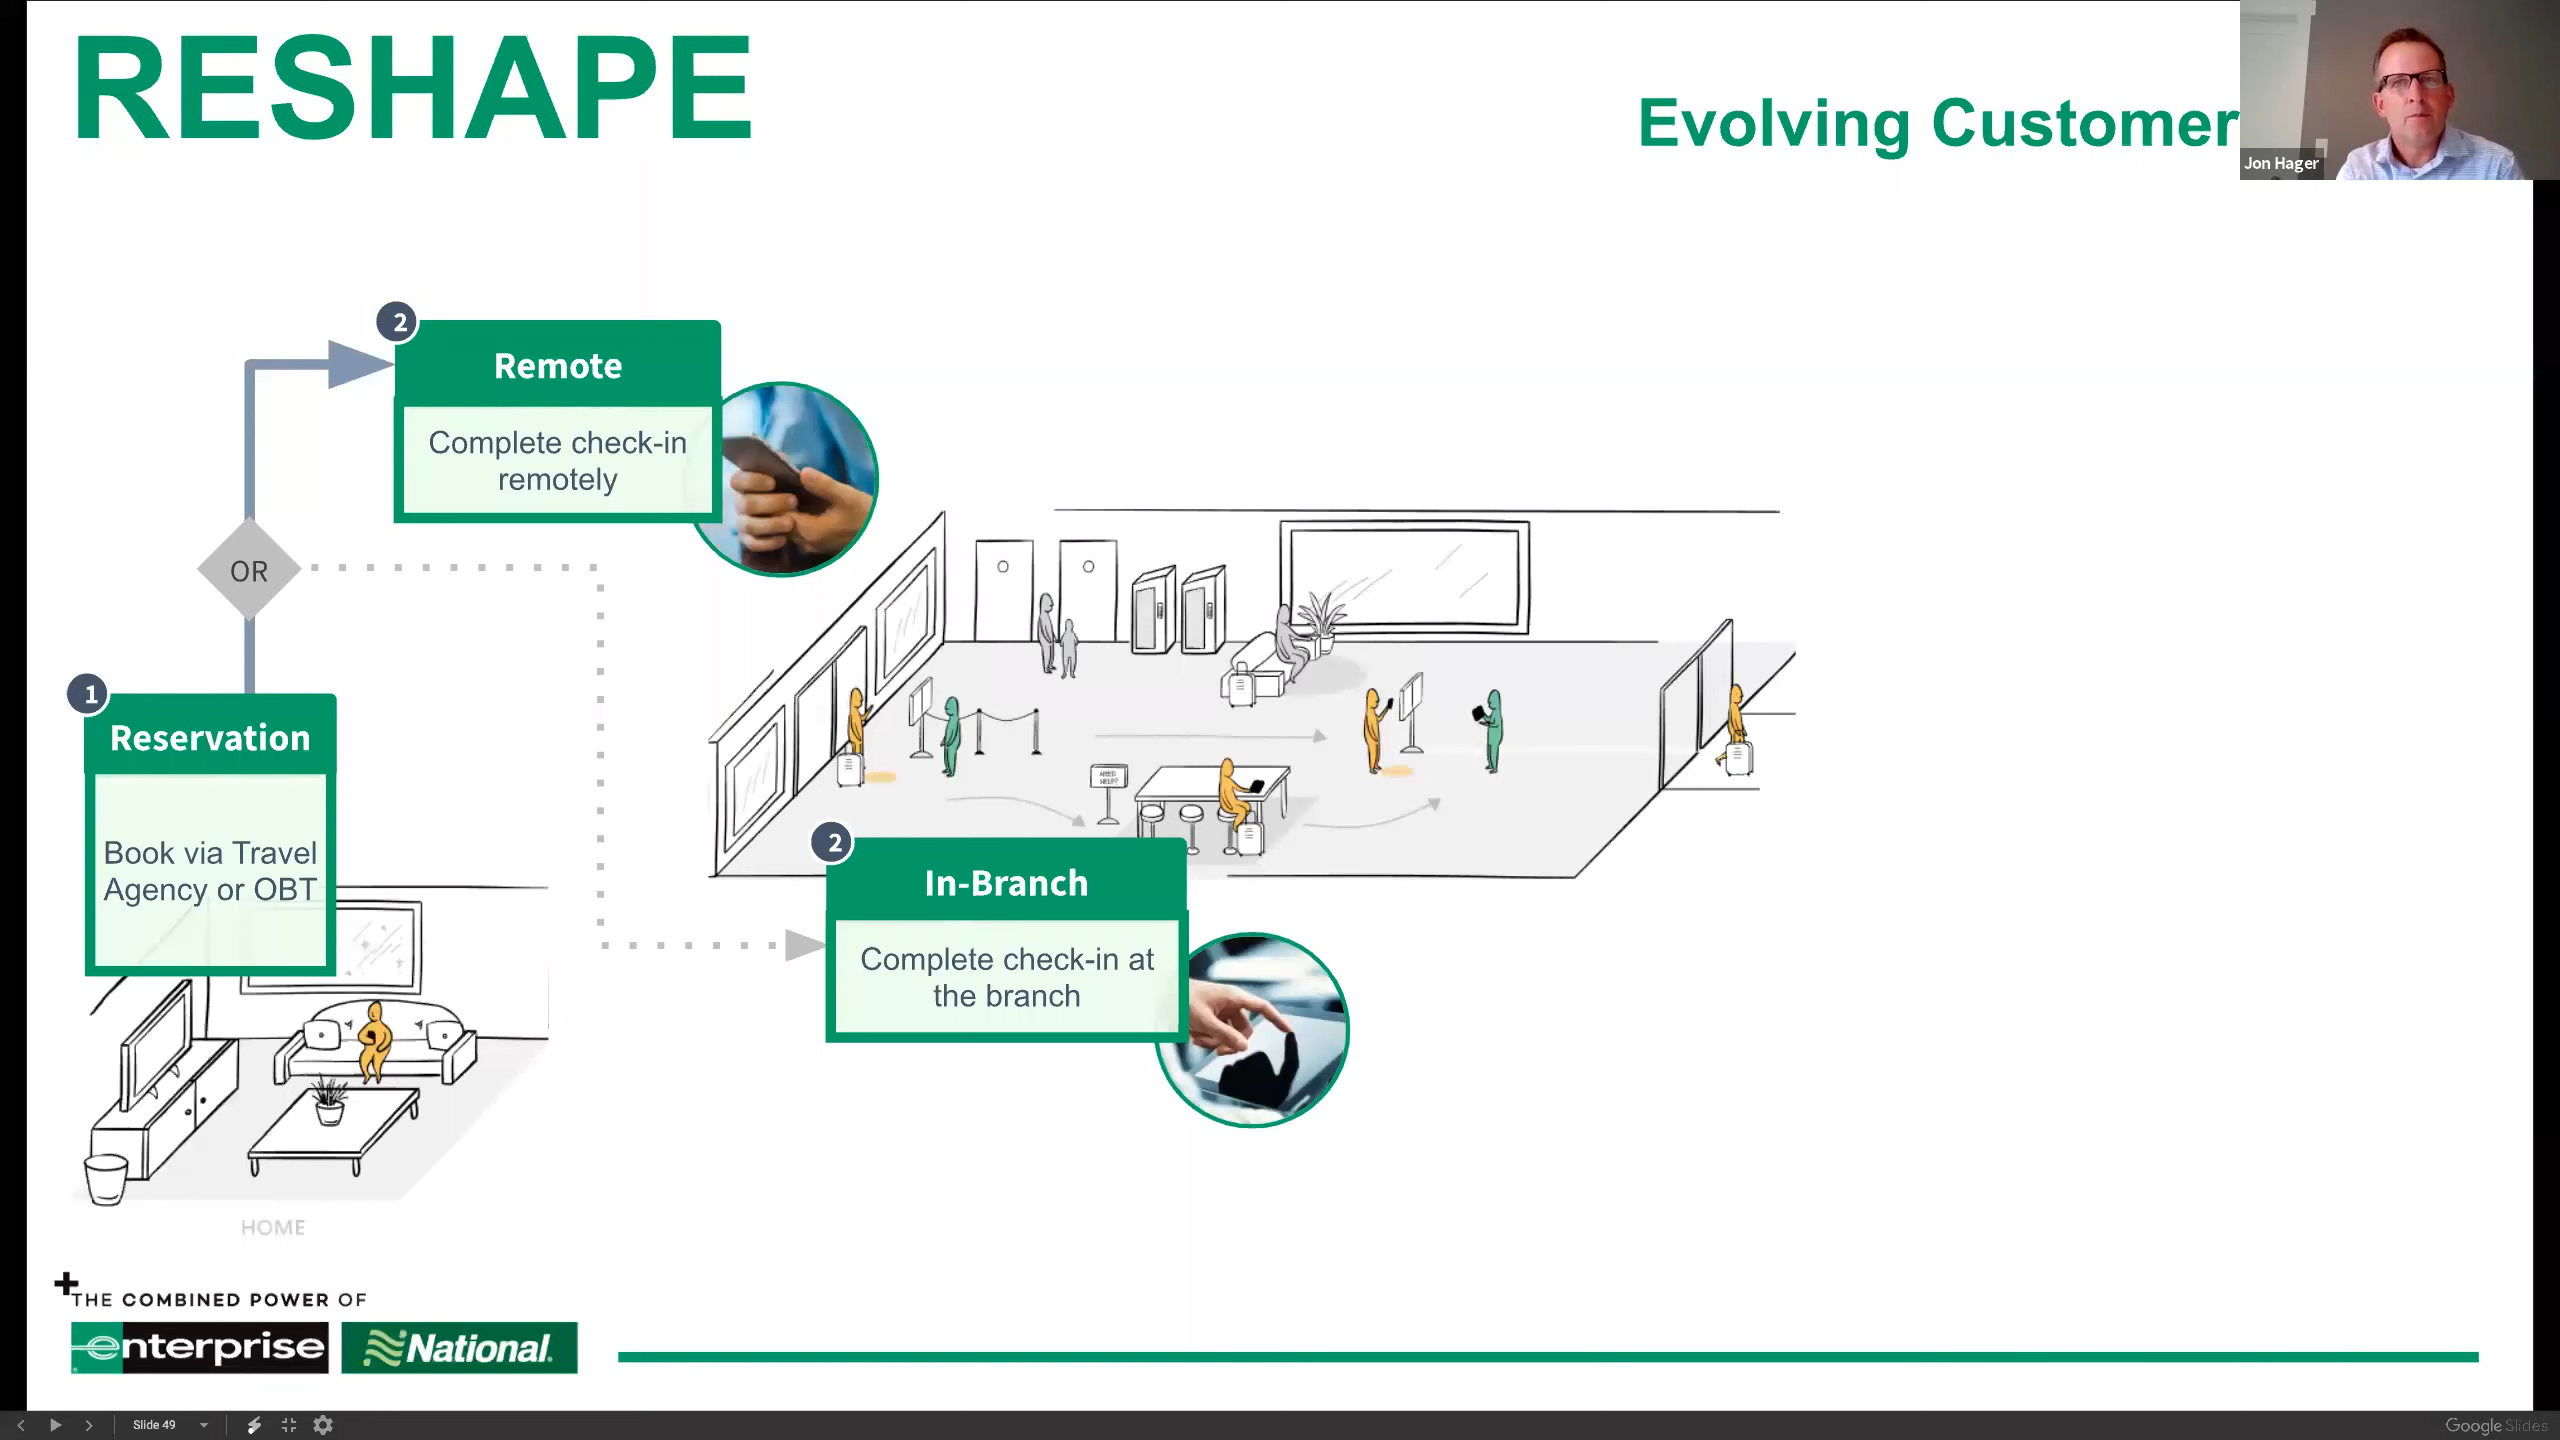 RESHAPE
Evolving Customer
Jon Hager
2
Remote
Complete check-in
remotely
OR
1
Reservation
Book via Travel
Agency or OBT
NEED
HELP?
2
In-Branch
Complete check-in at
the branch
HOME
+
THE COMBINED POWER OF
enterprise
National.
Slide 49
Google Slides